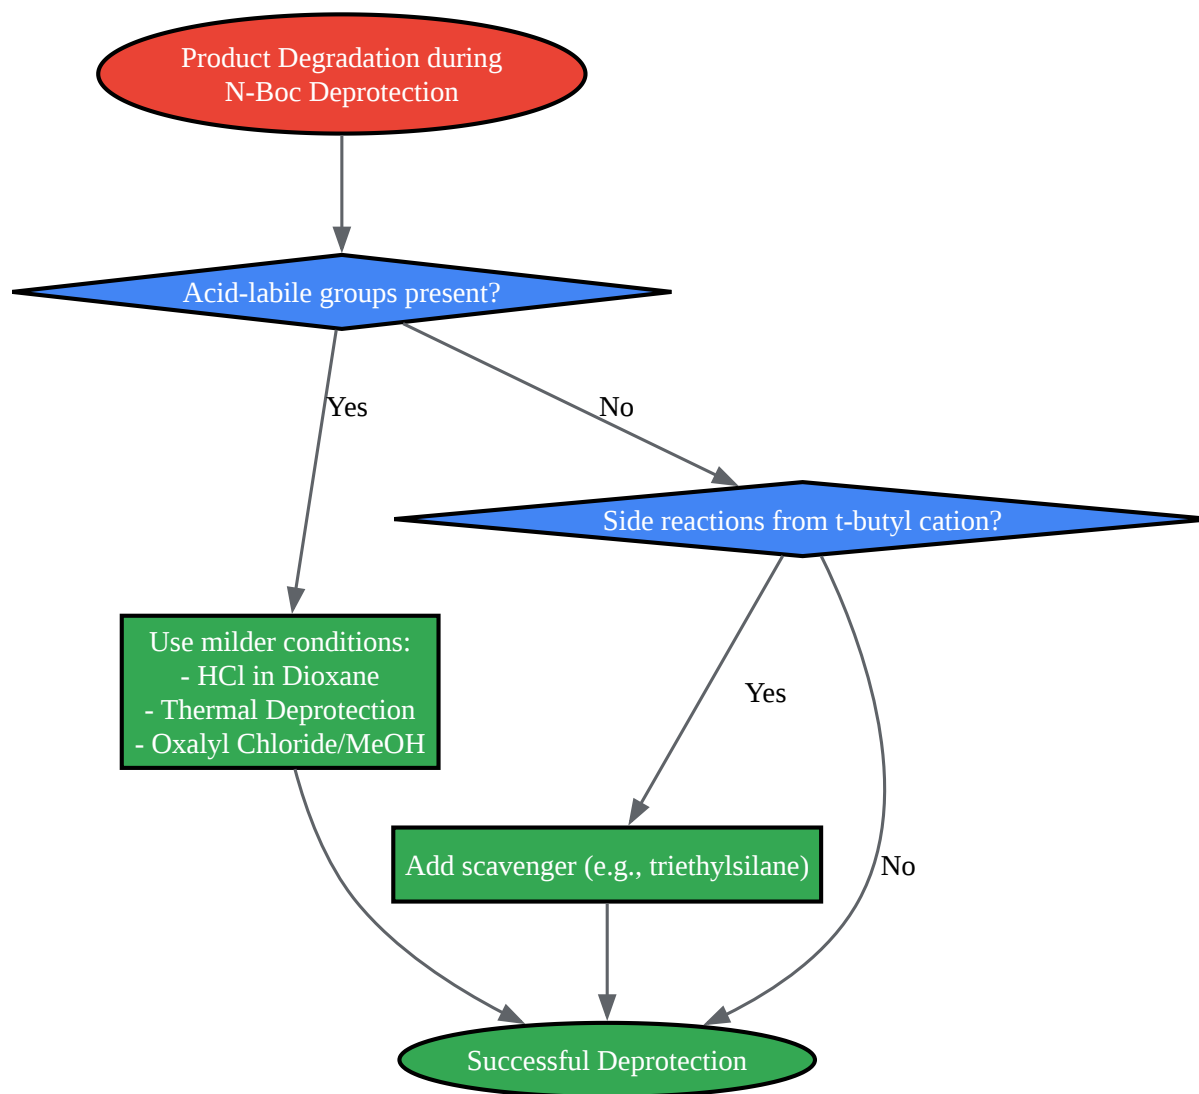 Product Degradation during
N-Boc Deprotection
Acid-labile groups present?
Yes
No
Side reactions from t-butyl cation?
Use milder conditions:
- HCl in Dioxane
- Thermal Deprotection
- Oxalyl Chloride/MeOH
Yes
Add scavenger (e.g., triethylsilane)
No
Successful Deprotection